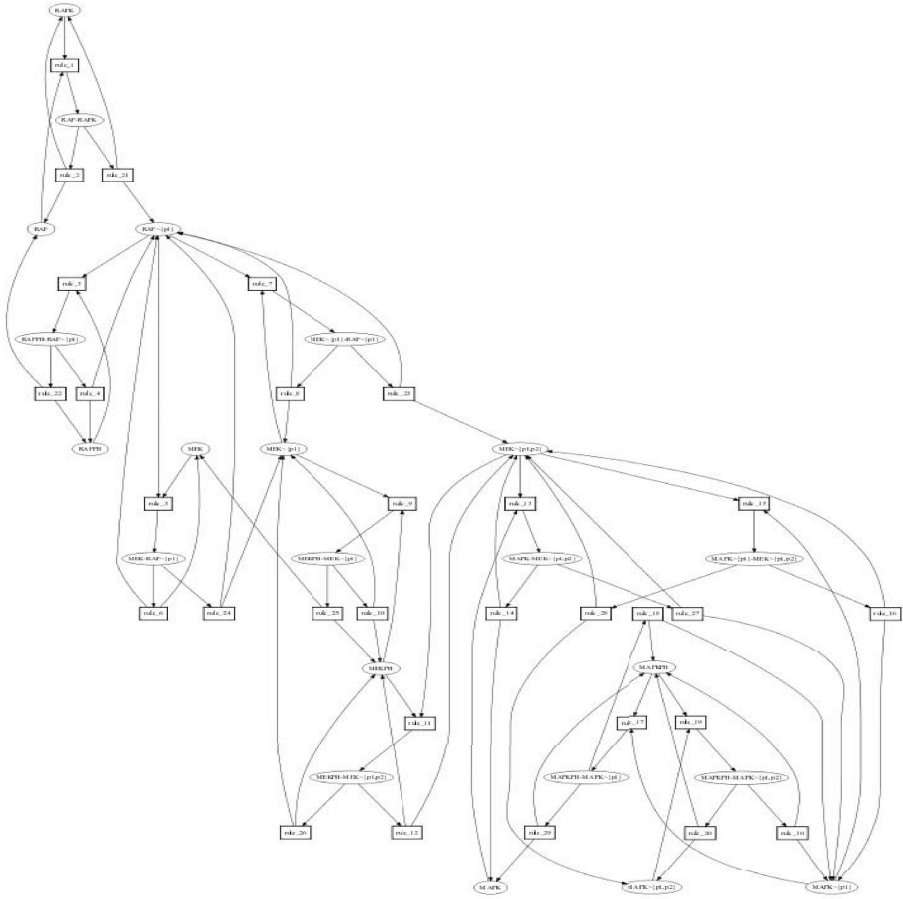 RAFK
rule_1
RAF-RAFK
rule_2 rule_21
RAF RAF~{p1}
rule_3 rule_7
RAFPH-RAF~{p1} MEK~{p1}-RAF~{p1}
rule_22 rule_4 rule_8 rule_23
RAFPH MEK MEK~{p1} MEK~{p1,p2}
rule_5 rule_9 rule_13 rule_15
MEK-RAF~{p1} MEKPH-MEK~{p1} MAPK-MEK~{p1,p2} MAPK~{p1}-MEK~{p1,p2}
rule_6 rule_24 rule_25 rule_10 rule_14 rule_28 rule_18 rule_27 rule_16
MEKPH MAPKPH
rule_11 rule_17 rule_19
MEKPH-MEK~{p1,p2} MAPKPH-MAPK~{p1} MAPKPH-MAPK~{p1,p2}
rule_26 rule_12 rule_29 rule_20 rule_30
MAPK MAPK~{p1,p2} MAPK~{p1}